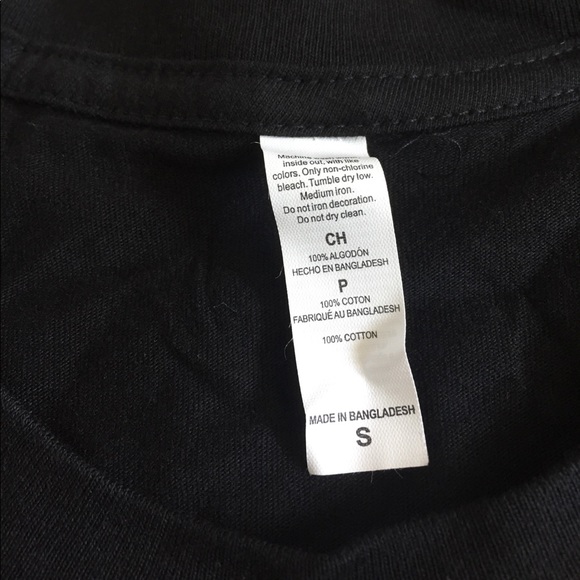 Machine
inside out, with like
colors. Only non-chlorine
bleach. Tumble dry low.
Medium iron.
Do not iron decoration.
Do not dry clean.
CH
100% ALGODÓN
HECHO EN BANGLADESH
P
100% COTON
FABRIQUÉ AU BANGLADESH
100% COTTON
MADE IN BANGLADESH
S